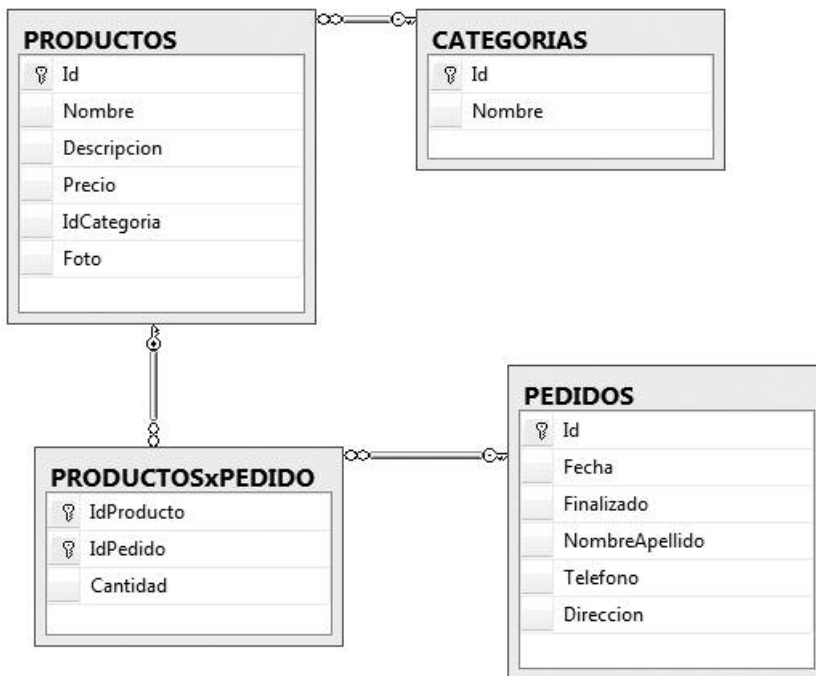 PRODUCTOS
Id
Nombre
Descripcion
Precio
IdCategoria
Foto
CATEGORIAS
Id
Nombre
PRODUCTOSxPEDIDO
IdProducto
IdPedido
Cantidad
PEDIDOS
Id
Fecha
Finalizado
NombreApellido
Telefono
Direccion